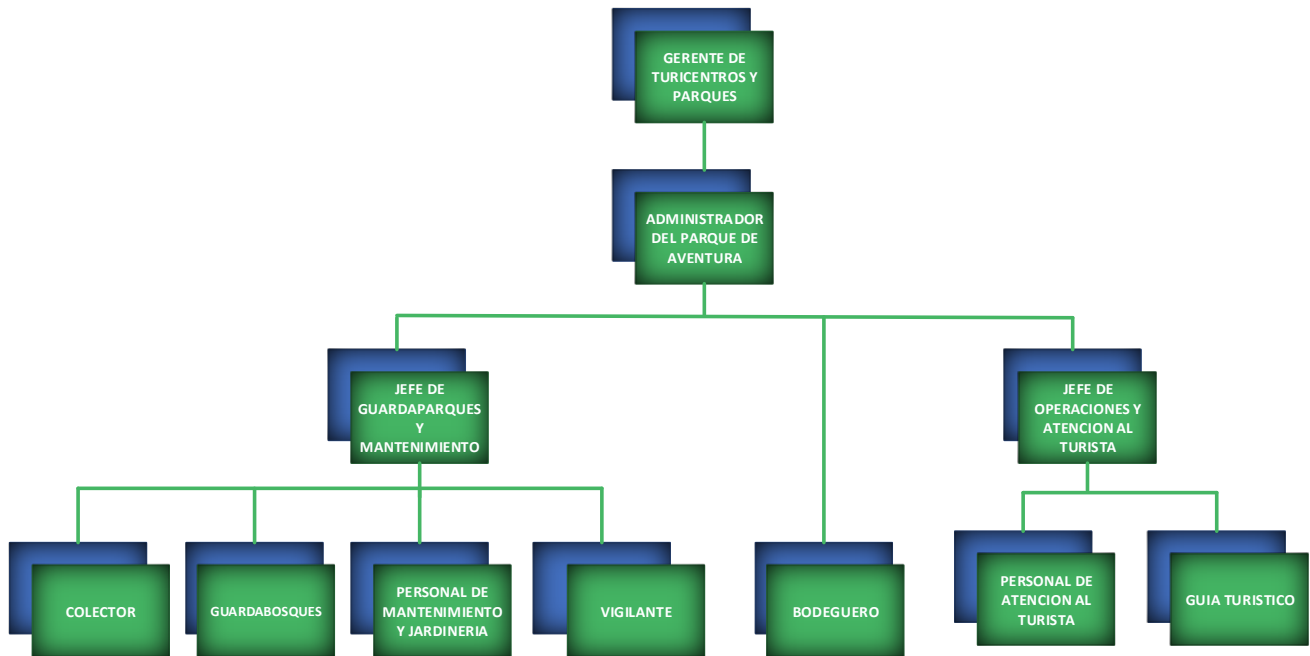 GERENTE DE
TURICENTROS Y
PARQUES
ADMINISTRADOR
DEL PARQUE DE
AVENTURA
JEFE DE
GUARDAPARQUES
Y
MANTENIMIENTO
JEFE DE
OPERACIONES Y
ATENCION AL
TURISTA
COLECTOR
GUARDABOSQUES
PERSONAL DE
MANTENIMIENTO
Y JARDINERIA
VIGILANTE
BODEGUERO
PERSONAL DE
ATENCION AL
TURISTA
GUIA TURISTICO